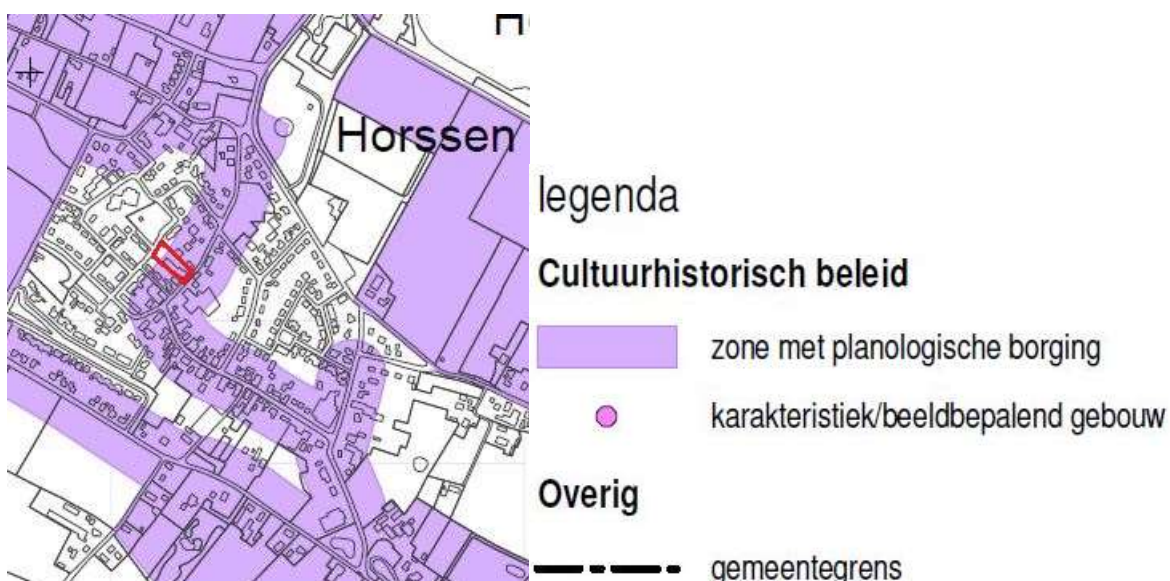 Horssen
legenda
Cultuurhistorisch beleid
zone met planologische borging
karakteristiek/beeldbepalend gebouw
Overig
gemeentegrens